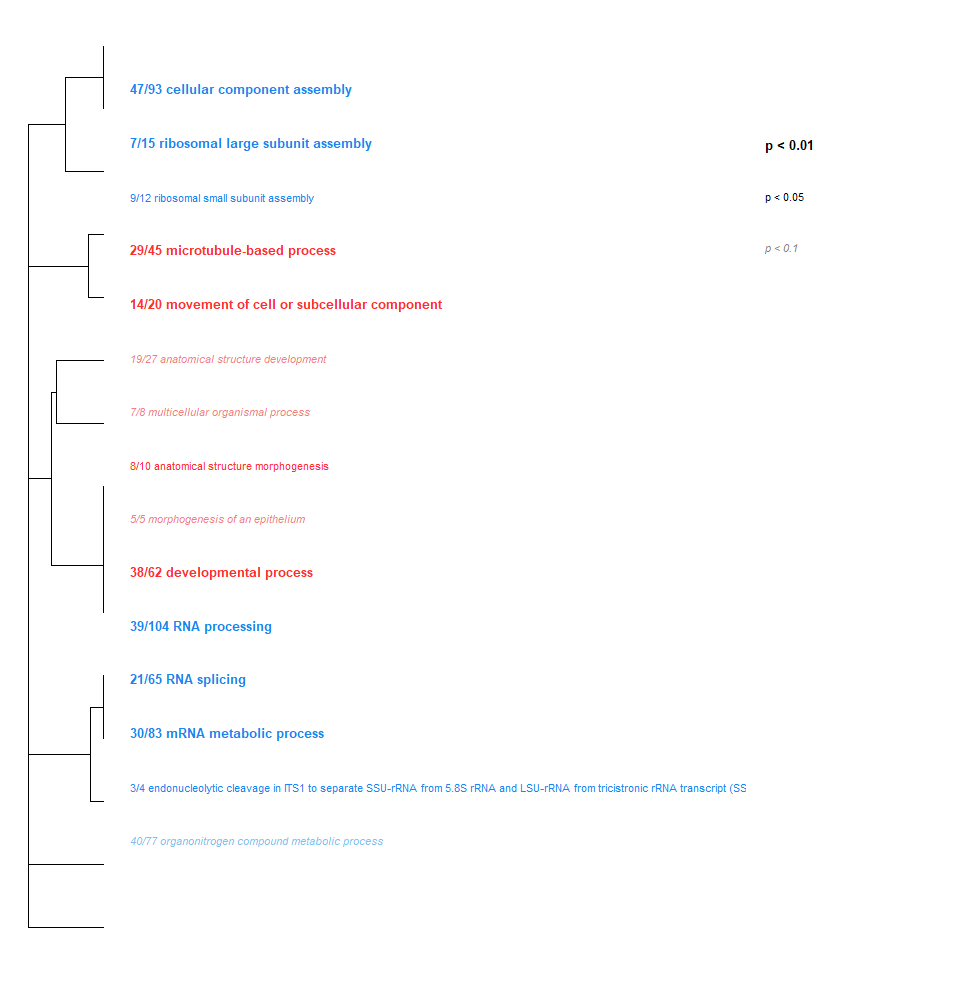 47/93 cellular component assembly
7/15 ribosomal large subunit assembly
p < 0.01
9/12 ribosomal small subunit assembly
p < 0.05
29/45 microtubule-based process
p < 0.1
14/20 movement of cell or subcellular component
19/27 anatomical structure development
7/8 multicellular organismal process
8/10 anatomical structure morphogenesis
5/5 morphogenesis of an epithelium
38/62 developmental process
39/104 RNA processing
21/65 RNA splicing
30/83 mRNA metabolic process
3/4 endonucleolytic cleavage in ITS1 to separate SSU-rRNA from 5.8S rRNA and LSU-rRNA from tricistronic rRNA transcript (SS
40/77 organonitrogen compound metabolic process